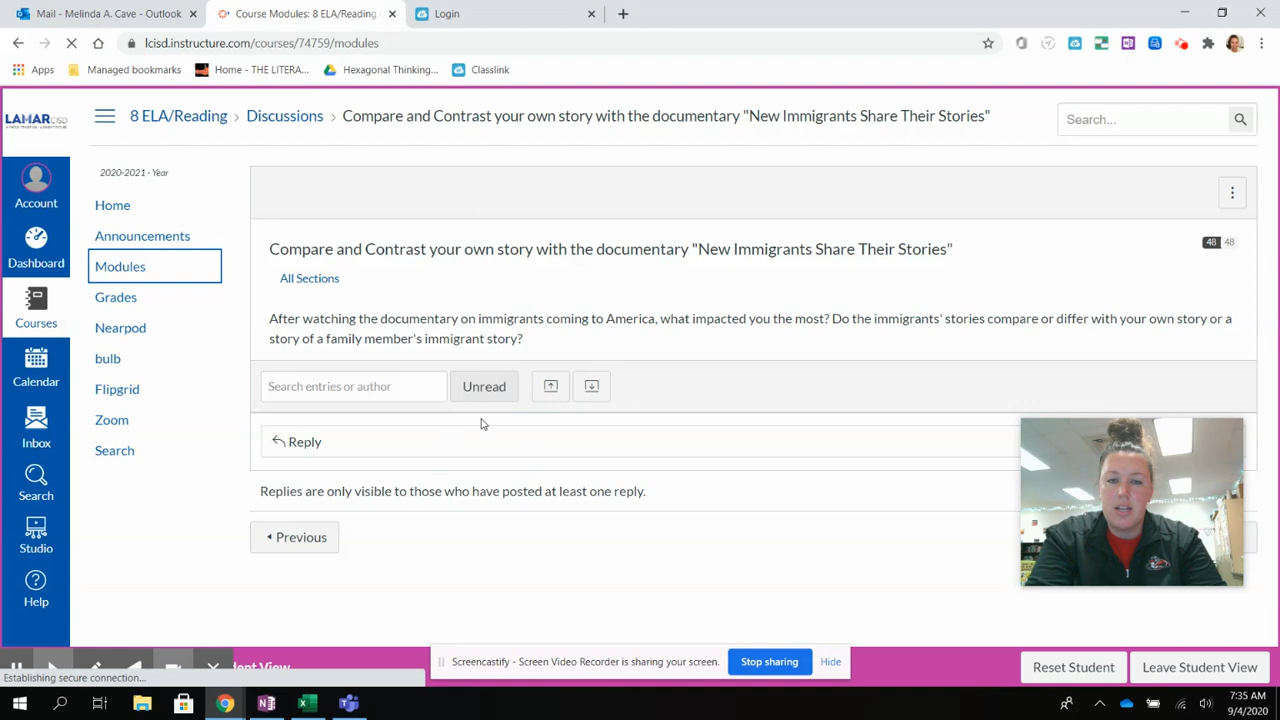 Mail - Melinda A. Cave - Outlook
Course Modules: 8 ELA/Reading
Login
lcisd.instructure.com/courses/74759/modules
Apps
Managed bookmarks
Home - THE LITERA...
Hexagonal Thinking...
Classlink
LAMAR CISD
8 ELA/Reading › Discussions › Compare and Contrast your own story with the documentary "New Immigrants Share Their Stories"
Search...
Account
Dashboard
Courses
Calendar
Inbox
Search
Studio
Help
2020-2021 - Year
Home
Announcements
Modules
Grades
Nearpod
bulb
Flipgrid
Zoom
Search
Compare and Contrast your own story with the documentary "New Immigrants Share Their Stories"
48 48
All Sections
After watching the documentary on immigrants coming to America, what impacted you the most? Do the immigrants' stories compare or differ with your own story or a
story of a family member's immigrant story?
Search entries or author
Unread
Reply
Replies are only visible to those who have posted at least one reply.
Previous
Screencastify - Screen Video Recorder is sharing your screen.
Stop sharing
Hide
dent View
Reset Student
Leave Student View
Establishing secure connection...
7:35 AM
9/4/2020